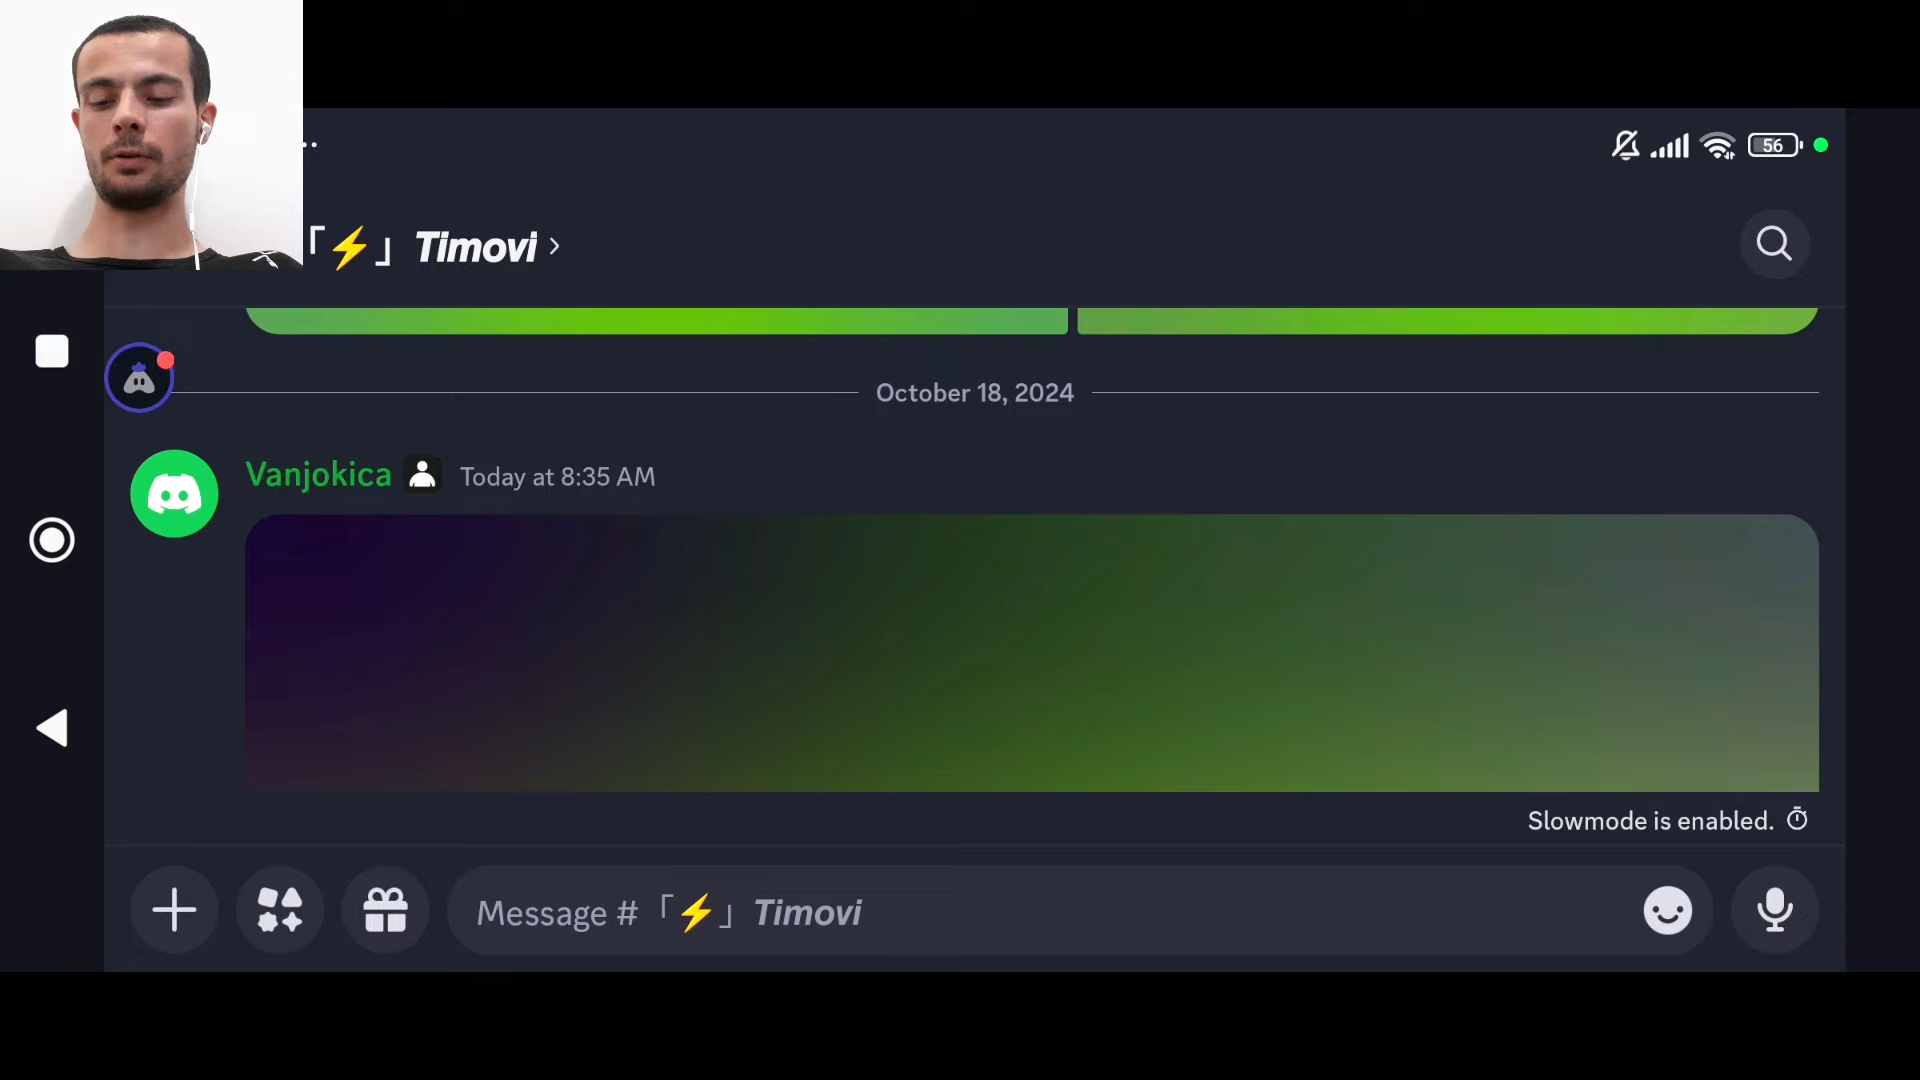 56
「⚡」 Timovi
October 18, 2024
Vanjokica Today at 8:35 AM
Slowmode is enabled.
Message # 「⚡」 Timovi